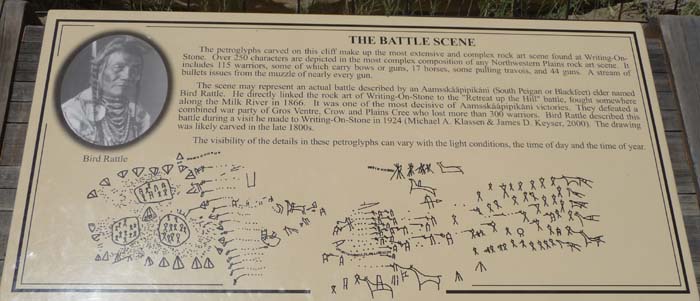 THE BATTLE SCENE
The petroglyphs carved on this cliff make up the most extensive and complex rock art scene found at Writing-On-
Stone. Over 250 characters are depicted in the most complex composition of any Northwestern Plains rock art scene. It
includes 115 warriors, some of which carry bows or guns, 17 horses, some pulling travois, and 44 guns. A stream of
bullets issues from the muzzle of nearly every gun.
The scene may represent an actual battle described by an Aamsskáápipikáni (South Peigan or Blackfeet) elder named
Bird Rattle. He directly linked the rock art of Writing-On-Stone to the "Retreat up the Hill" battle, fought somewhere
along the Milk River in 1866. It was one of the most decisive of Aamsskáápipikáni victories. They defeated a
combined war party of Gros Ventre, Crow and Plains Cree who lost more than 300 warriors. Bird Rattle described this
battle during a visit he made to Writing-On-Stone in 1924 (Michael A. Klassen & James D. Keyser, 2000). The drawing
was likely carved in the late 1800s.
The visibility of the details in these petroglyphs can vary with the light conditions, the time of day and the time of year.
Bird Rattle